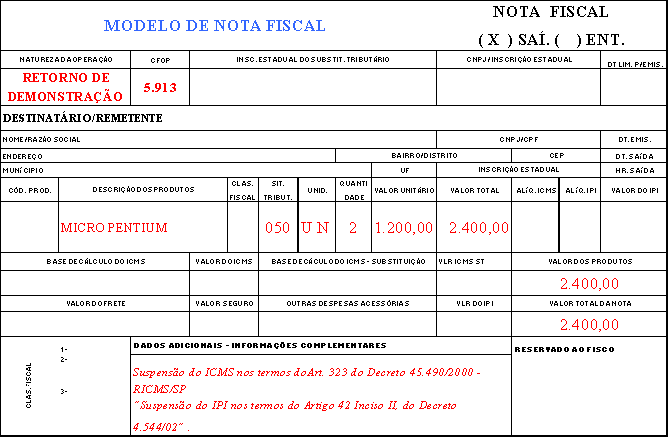 MODELO DE NOTA FISCAL
NOTA FISCAL
( X ) SAÍ. ( ) ENT.
NATUREZA DA OPERAÇÃO CFOP INSC. ESTADUAL DO SUBSTIT. TRIBUTÁRIO CNPJ / INSCRIÇÃO ESTADUAL DT LIM. P/EMIS.
RETORNO DE DEMONSTRAÇÃO 5.913
DESTINATÁRIO/REMETENTE
NOME/RAZÃO SOCIAL CNPJ/CPF DT. EMIS.
ENDEREÇO BAIRRO/DISTRITO CEP DT. SAÍDA
MUNICÍPIO UF INSCRIÇÃO ESTADUAL HR. SAÍDA
CÓD. PROD. DESCRIÇÃO DOS PRODUTOS CLAS. FISCAL SIT. TRIBUT. UNID. QUANTI DADE VALOR UNITÁRIO VALOR TOTAL ALÍQ. ICMS ALÍQ. IPI VALOR DO IPI
MICRO PENTIUM 050 U N 2 1.200,00 2.400,00
BASE DE CÁLCULO DO ICMS VALOR DO ICMS BASE DE CÁLCULO DO ICMS - SUBSTITUIÇÃO VLR ICMS ST VALOR DOS PRODUTOS
2.400,00
VALOR DO FRETE VALOR SEGURO OUTRAS DESPESAS ACESSÓRIAS VLR DO IPI VALOR TOTAL DA NOTA
2.400,00
CLAS. FISCAL
1-
2-
3-
DADOS ADICIONAIS - INFORMAÇÕES COMPLEMENTARES
Suspensão do ICMS nos termos do Art. 323 do Decreto 45.490/2000 -
RICMS/SP
"Suspensão do IPI nos termos do Artigo 42 Inciso II, do Decreto
4.544/02" .
RESERVADO AO FISCO